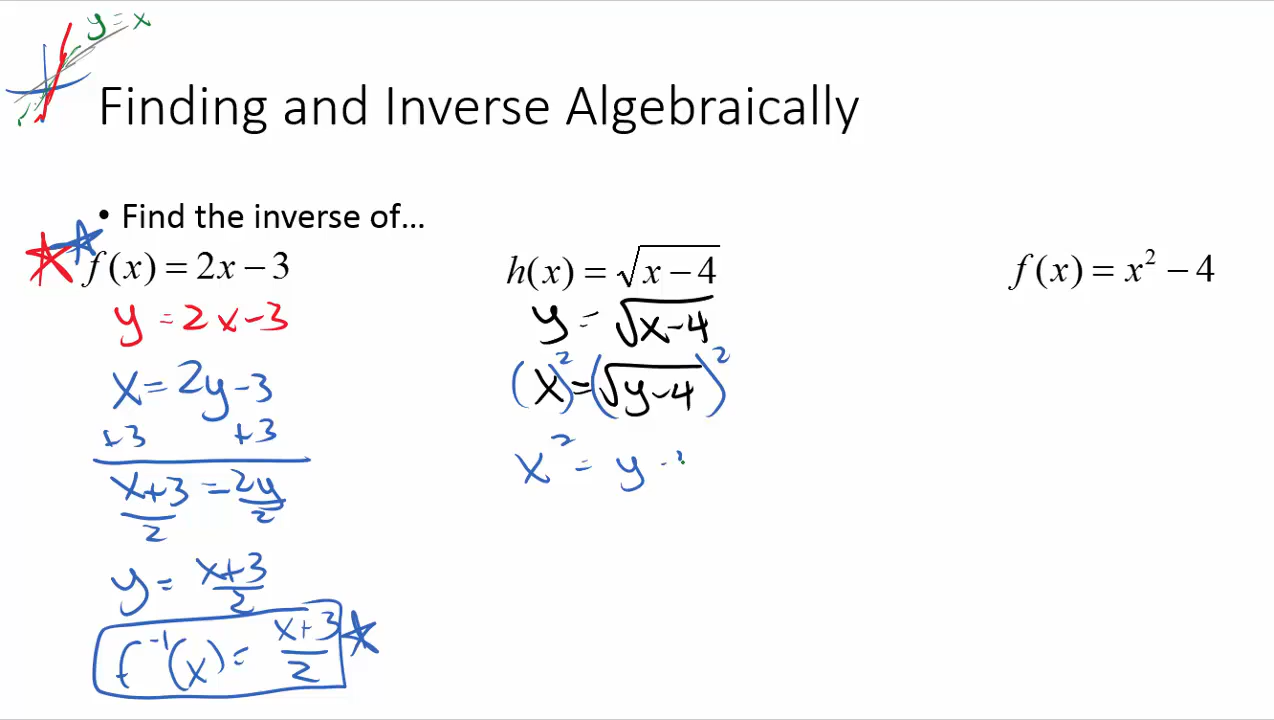 y = x
Finding and Inverse Algebraically
• Find the inverse of...
f(x) = 2x − 3
y = 2x − 3
x = 2y − 3
+3 +3
x+3 = 2y
2 2
y = x+3
2
f⁻¹(x) = x+3
2
h(x) = √(x − 4)
y = √(x − 4)
(x)² = (√(y − 4))²
x² = y −
f(x) = x² − 4